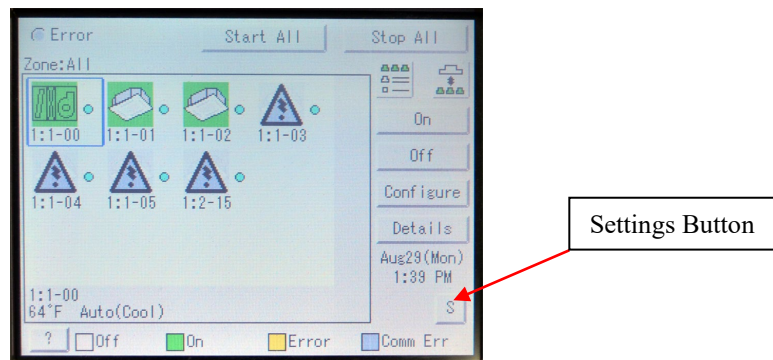 Error Start All Stop All
Zone:All
1:1-00 1:1-01 1:1-02 1:1-03
On
Off
1:1-04 1:1-05 1:2-15
Configure
Details
Settings Button
Aug29(Mon)
1:39 PM
1:1-00
64°F Auto(Cool)
S
? Off On Error Comm Err